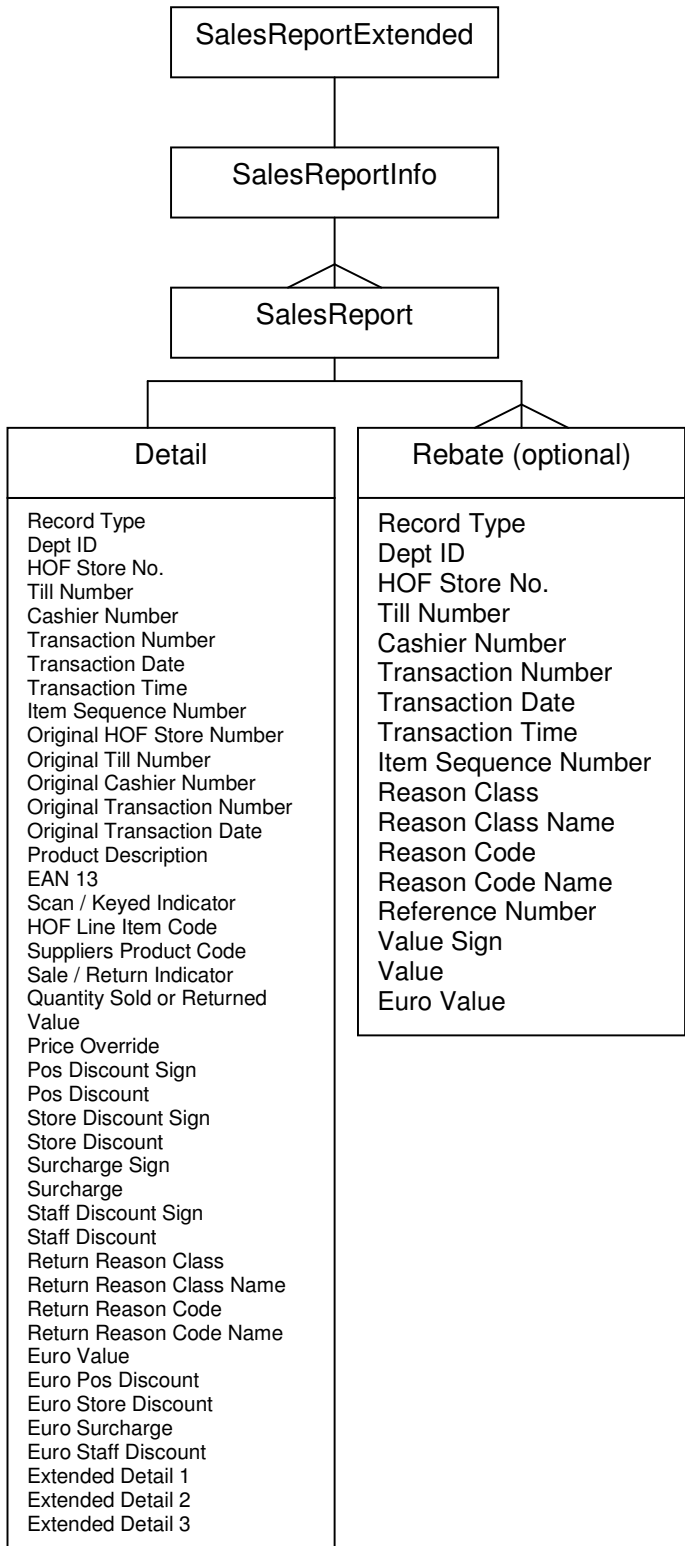 SalesReportExtended
SalesReportInfo
SalesReport
Detail
Record Type
Dept ID
HOF Store No.
Till Number
Cashier Number
Transaction Number
Transaction Date
Transaction Time
Item Sequence Number
Original HOF Store Number
Original Till Number
Original Cashier Number
Original Transaction Number
Original Transaction Date
Product Description
EAN 13
Scan / Keyed Indicator
HOF Line Item Code
Suppliers Product Code
Sale / Return Indicator
Quantity Sold or Returned
Value
Price Override
Pos Discount Sign
Pos Discount
Store Discount Sign
Store Discount
Surcharge Sign
Surcharge
Staff Discount Sign
Staff Discount
Return Reason Class
Return Reason Class Name
Return Reason Code
Return Reason Code Name
Euro Value
Euro Pos Discount
Euro Store Discount
Euro Surcharge
Euro Staff Discount
Extended Detail 1
Extended Detail 2
Extended Detail 3
Rebate (optional)
Record Type
Dept ID
HOF Store No.
Till Number
Cashier Number
Transaction Number
Transaction Date
Transaction Time
Item Sequence Number
Reason Class
Reason Class Name
Reason Code
Reason Code Name
Reference Number
Value Sign
Value
Euro Value